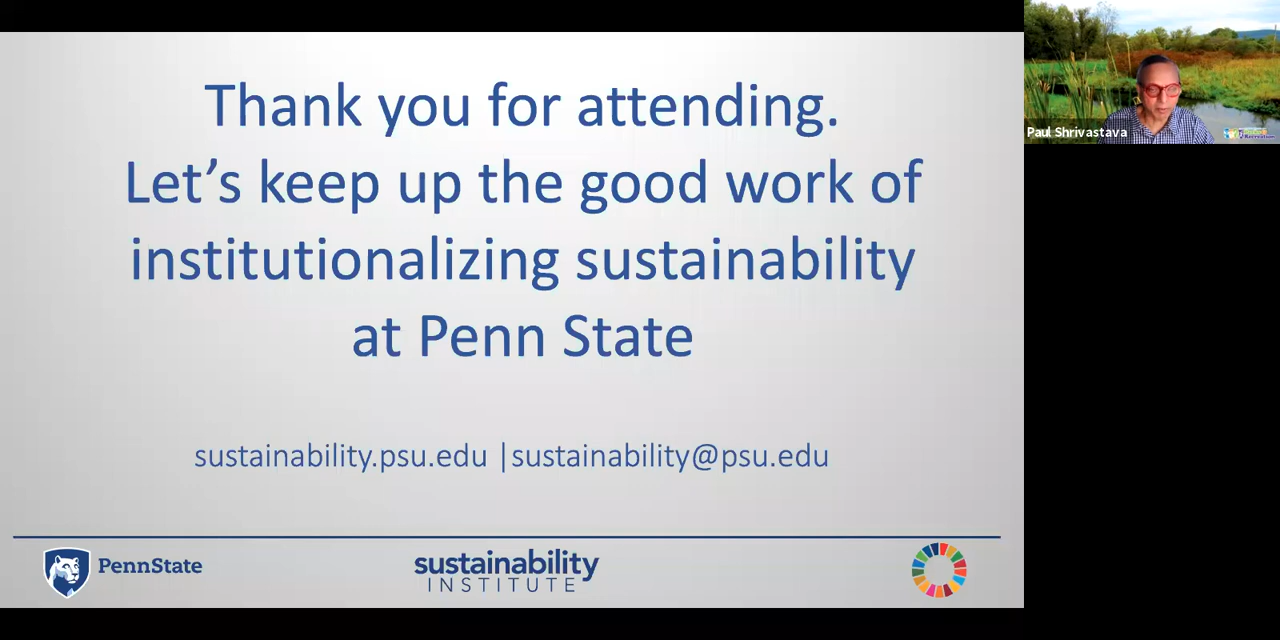 Thank you for attending.
Let’s keep up the good work of
institutionalizing sustainability
at Penn State
sustainability.psu.edu |sustainability@psu.edu
PennState
sustainability
INSTITUTE
Paul Shrivastava